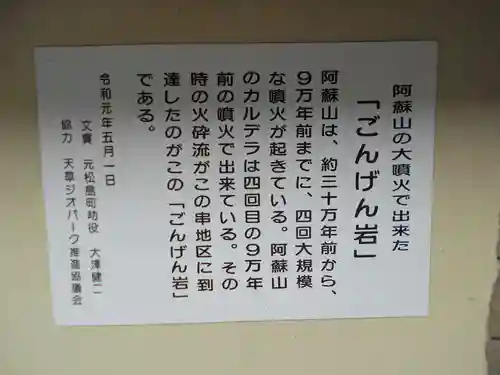 阿蘇山の大噴火で出来た
「ごんげん岩」
阿蘇山は、約三十万年前から、
９万年前までに、四回大規模
な噴火が起きている。阿蘇山
のカルデラは四回目の９万年
前の噴火で出来ている。その
時の火砕流がこの串地区に到
達したのがこの「ごんげん岩」
である。
令和元年五月一日
文責　元松島町助役　大澤健二
協力　天草ジオパーク推進協議会